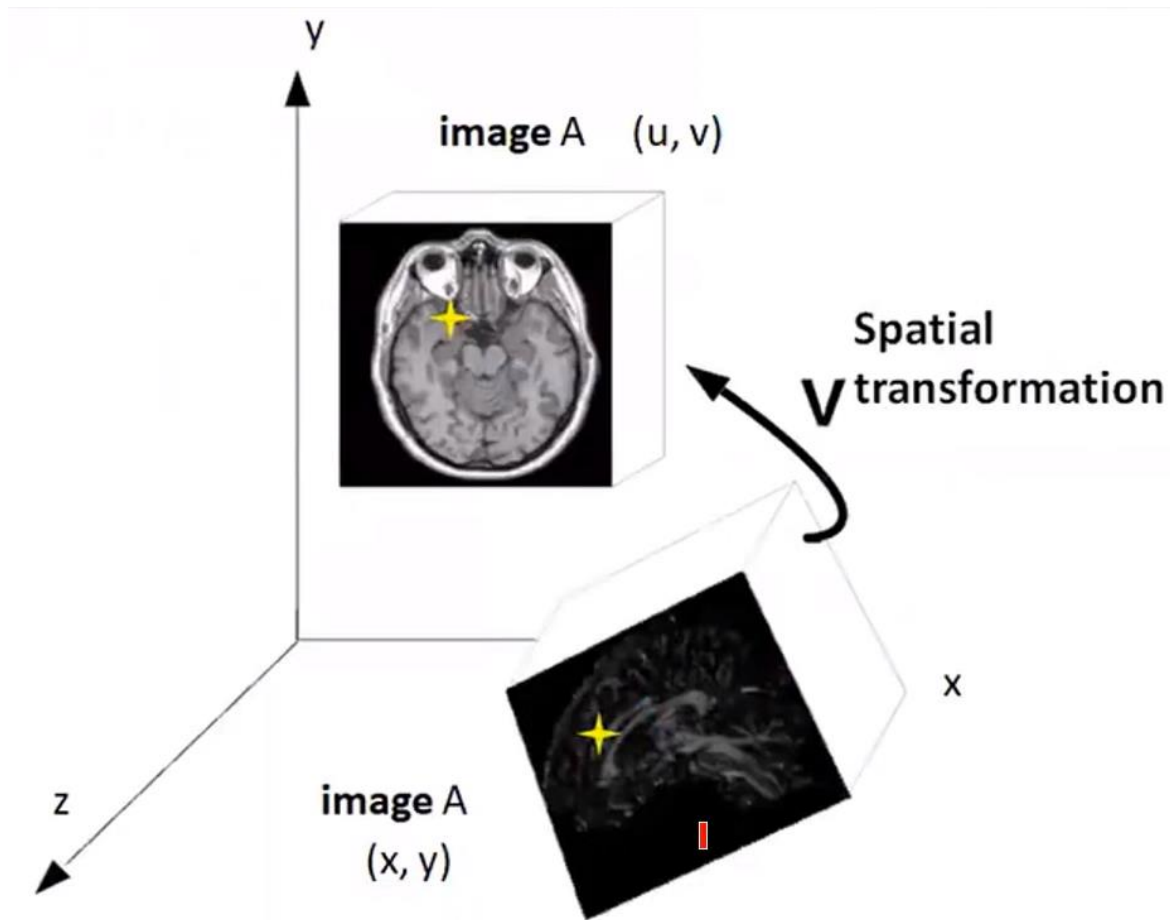 y
image A (u, v)
Spatial
V transformation
x
z
image A
(x, y)
I